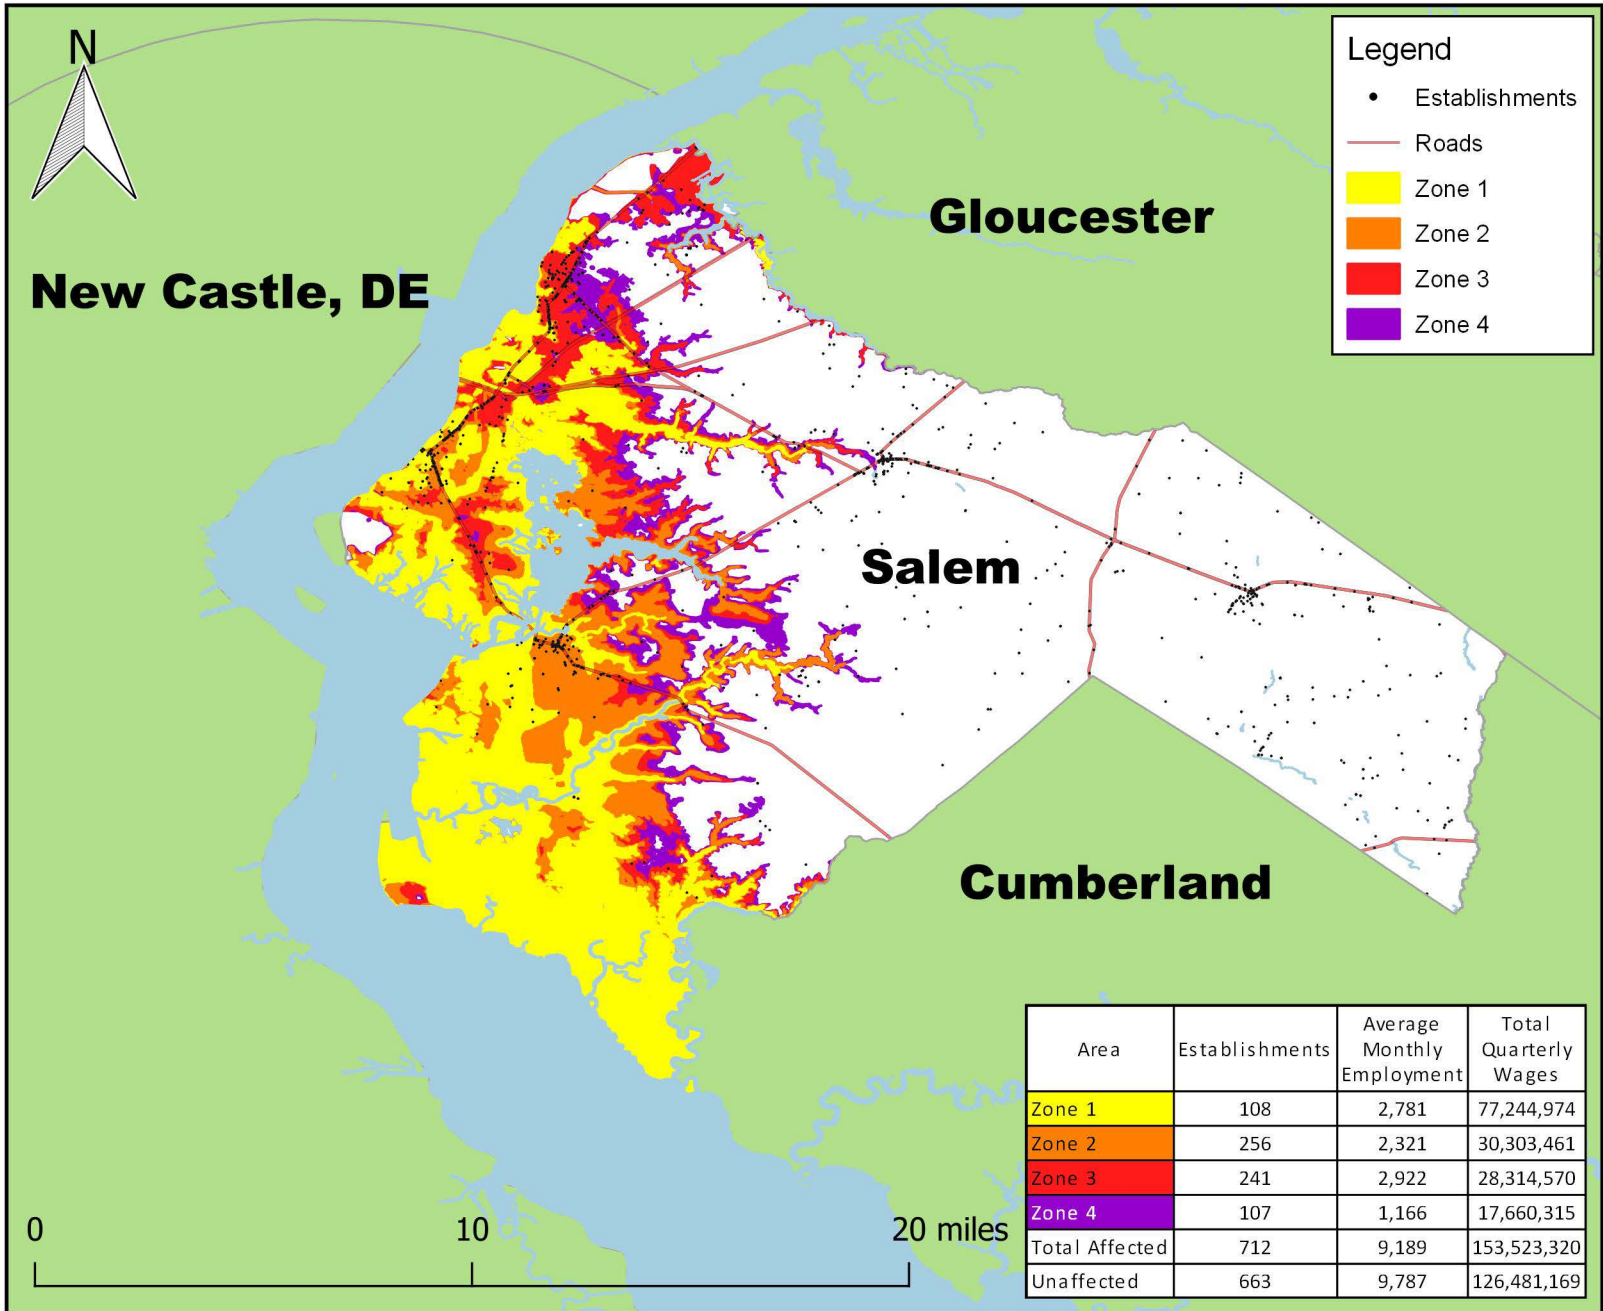 N
Legend
Establishments
Roads
Zone 1
Zone 2
Zone 3
Zone 4
Gloucester
New Castle, DE
Salem
Cumberland
Area Establishments Average Monthly Employment Total Quarterly Wages
Zone 1 108 2,781 77,244,974
Zone 2 256 2,321 30,303,461
Zone 3 241 2,922 28,314,570
Zone 4 107 1,166 17,660,315
Total Affected 712 9,189 153,523,320
Unaffected 663 9,787 126,481,169
0 10 20 miles